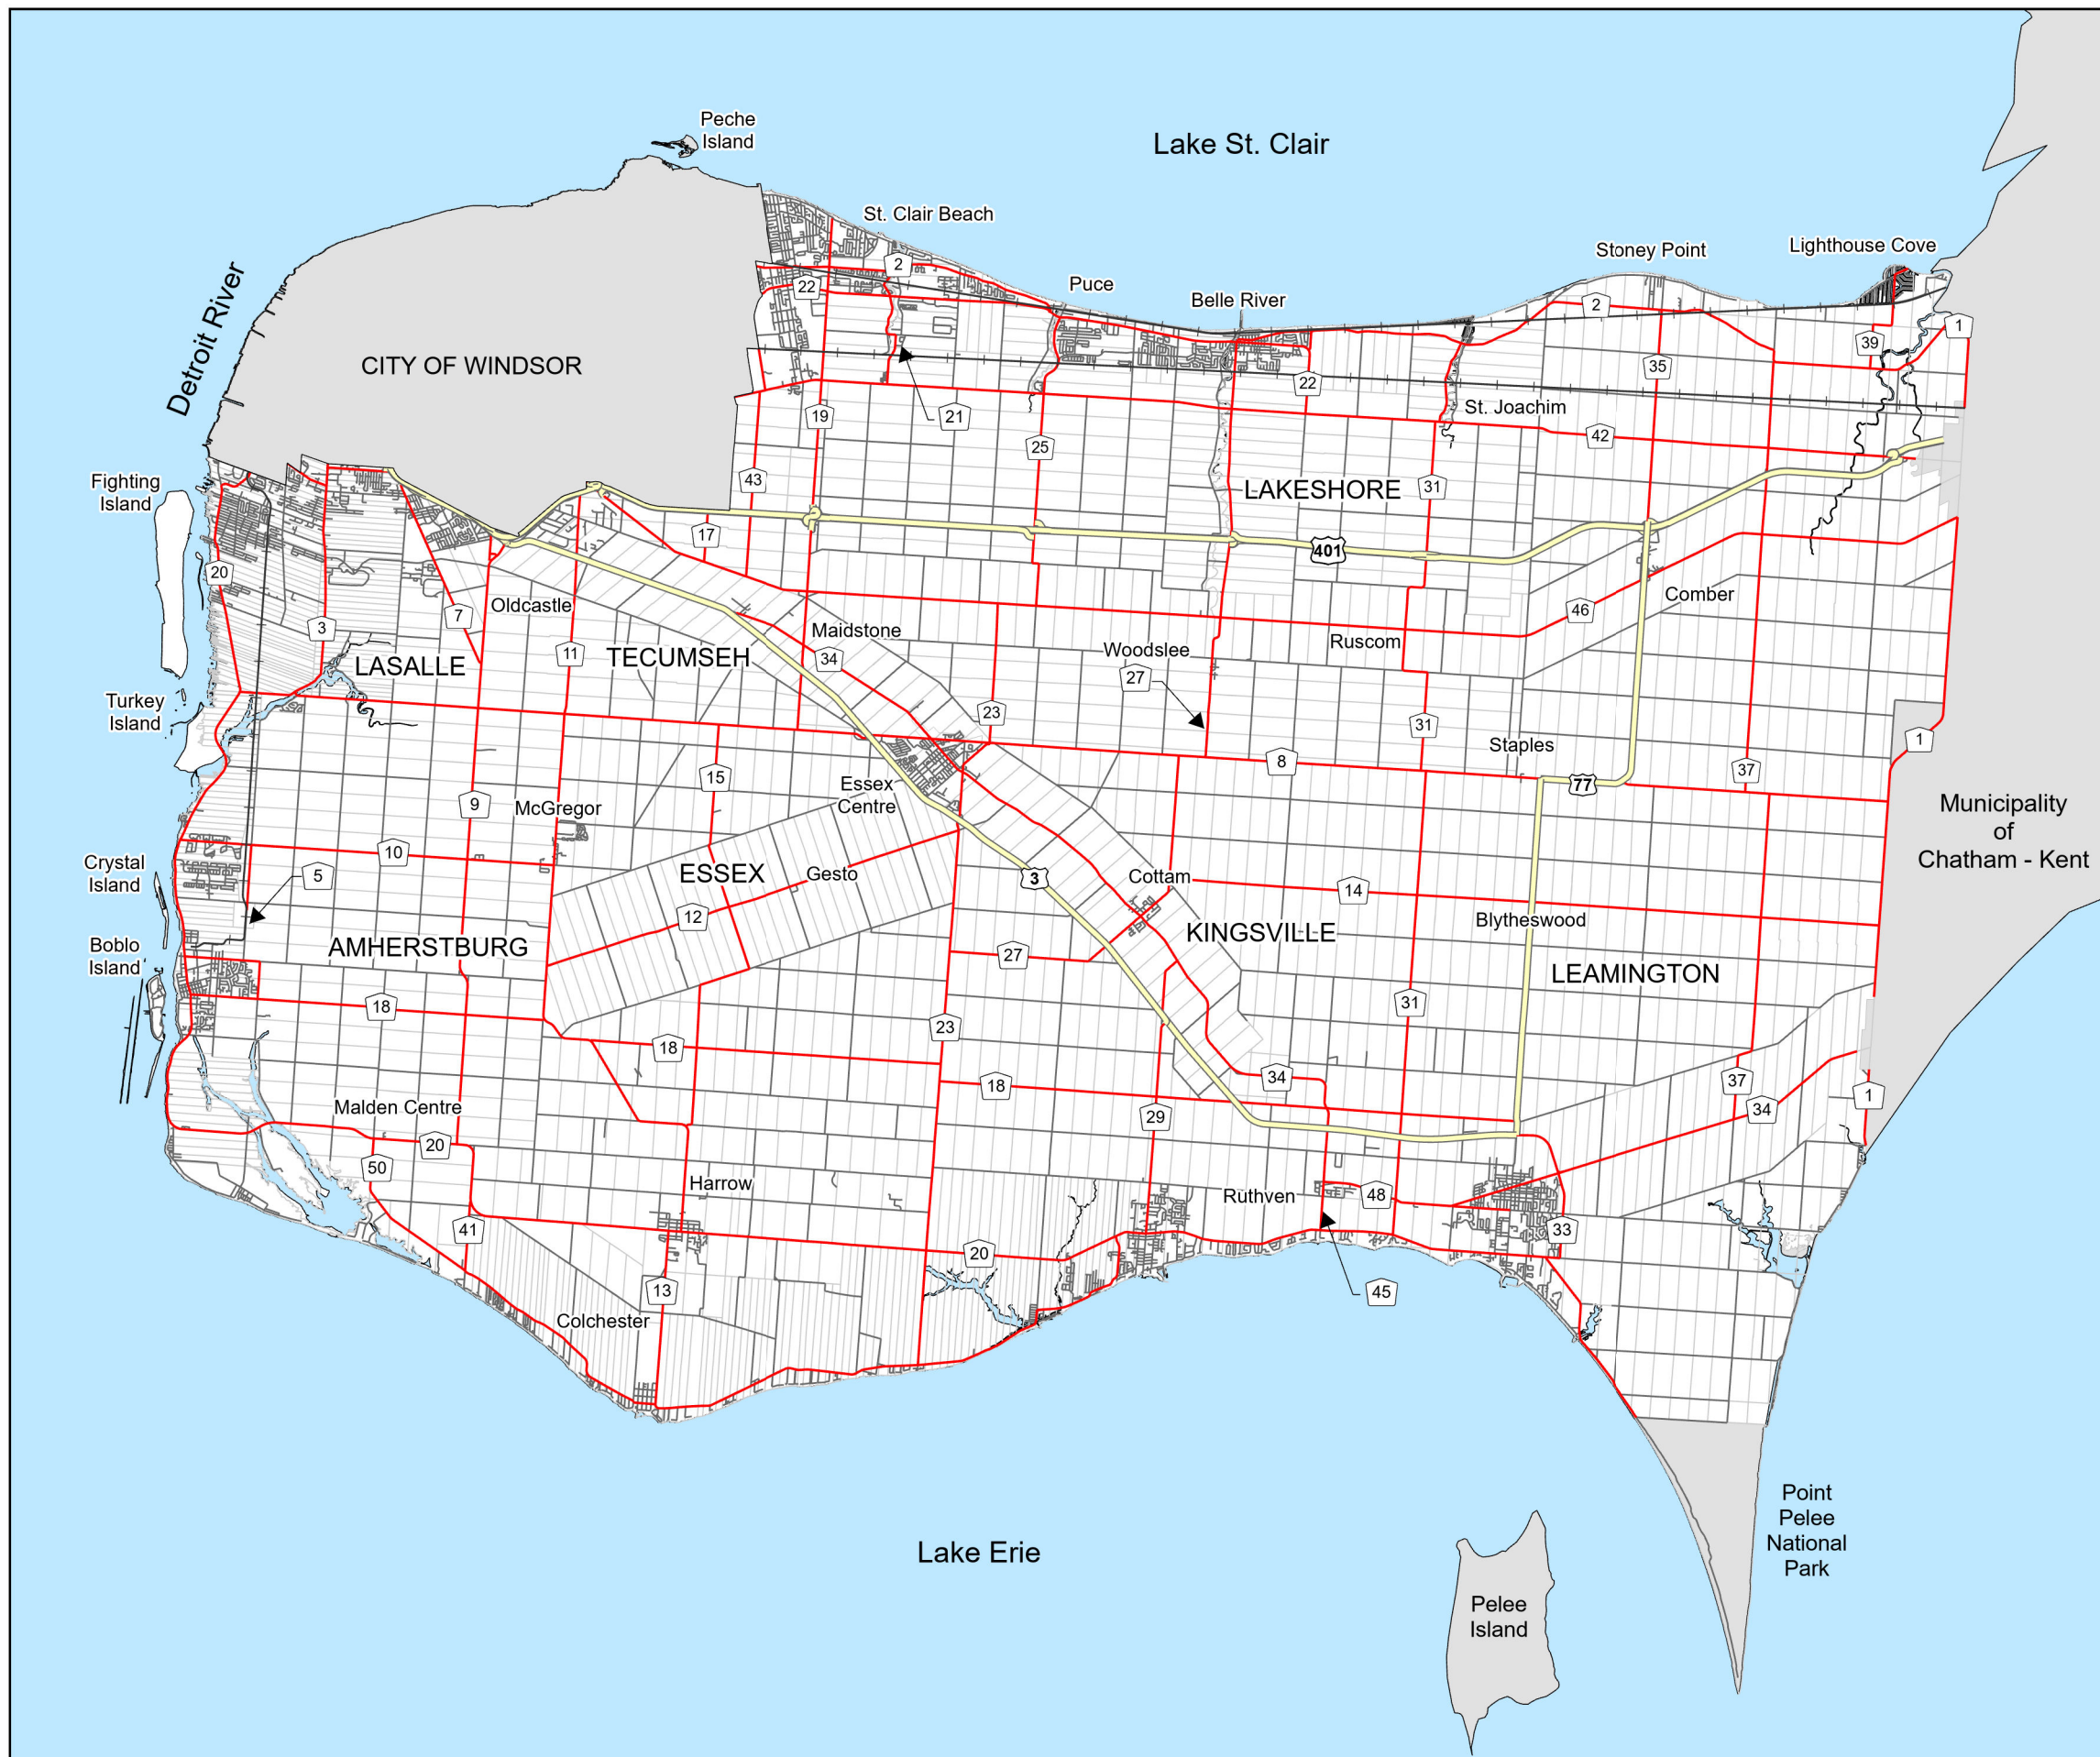 Peche
Island
Lake St. Clair
St. Clair Beach
Stoney Point
Lighthouse Cove
2
Puce
22
Belle River
2
1
Detroit River
39
CITY OF WINDSOR
35
22
St. Joachim
19
21
42
25
Fighting
Island
43
LAKESHORE
31
17
401
20
Comber
Oldcastle
46
7
3
Maidstone
Ruscom
11
TECUMSEH
34
Woodslee
LASALLE
27
Turkey
Island
23
31
1
Staples
8
37
15
77
Essex
Centre
9
McGregor
Municipality
of
Chatham - Kent
10
Crystal
Island
5
ESSEX
Gesto
3
Cottam
14
12
Blytheswood
Boblo
Island
AMHERSTBURG
KINGSVILLE
27
LEAMINGTON
18
31
23
18
34
18
37
34
1
Malden Centre
29
20
50
Harrow
Ruthven
48
41
33
20
13
45
Colchester
Point
Pelee
National
Park
Lake Erie
Pelee
Island